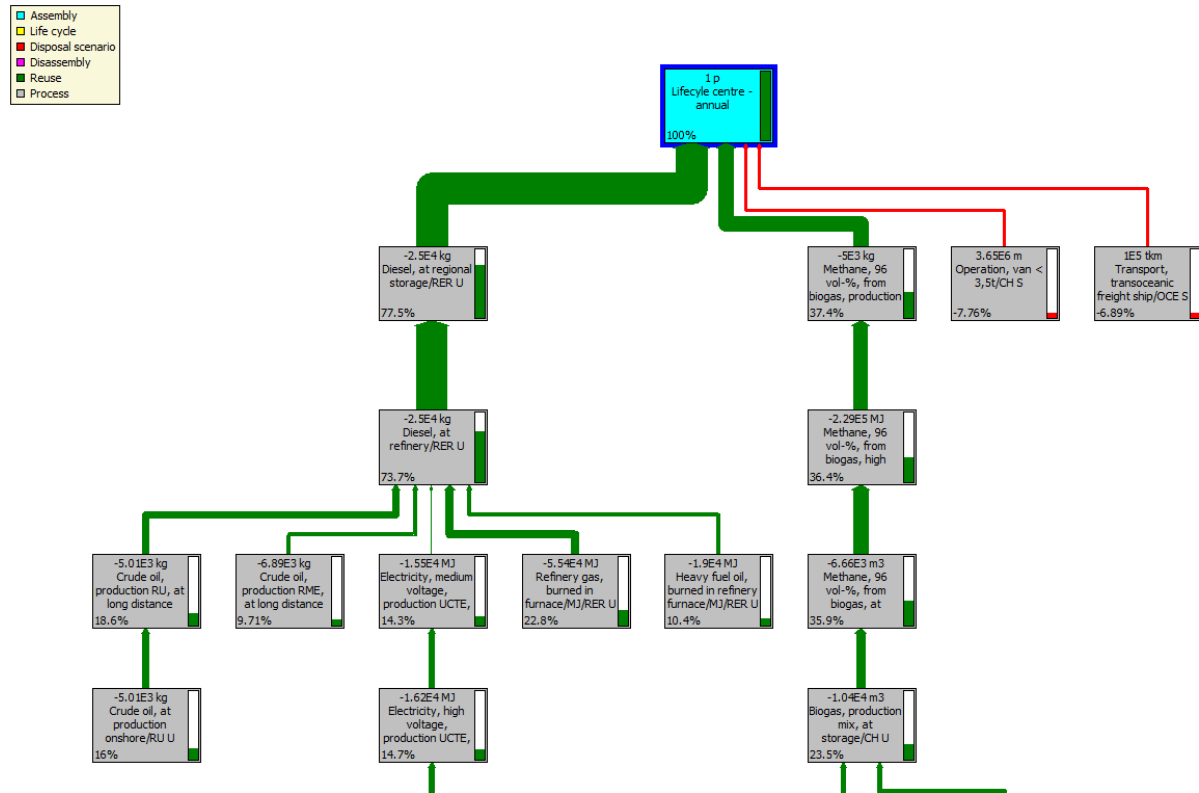 Assembly
Life cycle
Disposal scenario
Disassembly
Reuse
Process
1 p
Lifecyle centre -
annual
100%
-2.5E4 kg
Diesel, at regional
storage/RER U
77.5%
-5E3 kg
Methane, 96
vol-%, from
biogas, production
37.4%
3.65E6 m
Operation, van <
3,5t/CH S
-7.76%
1E5 tkm
Transport,
transoceanic
freight ship/OCE S
-6.89%
-2.5E4 kg
Diesel, at
refinery/RER U
73.7%
-2.29E5 MJ
Methane, 96
vol-%, from
biogas, high
36.4%
-5.01E3 kg
Crude oil,
production RU, at
long distance
18.6%
-6.89E3 kg
Crude oil,
production RME,
at long distance
9.71%
-1.55E4 MJ
Electricity, medium
voltage,
production UCTE,
14.3%
-5.54E4 MJ
Refinery gas,
burned in
furnace/MJ/RER U
22.8%
-1.9E4 MJ
Heavy fuel oil,
burned in refinery
furnace/MJ/RER U
10.4%
-6.66E3 m3
Methane, 96
vol-%, from
biogas, at
35.9%
-5.01E3 kg
Crude oil, at
production
onshore/RU U
16%
-1.62E4 MJ
Electricity, high
voltage,
production UCTE,
14.7%
-1.04E4 m3
Biogas, production
mix, at
storage/CH U
23.5%